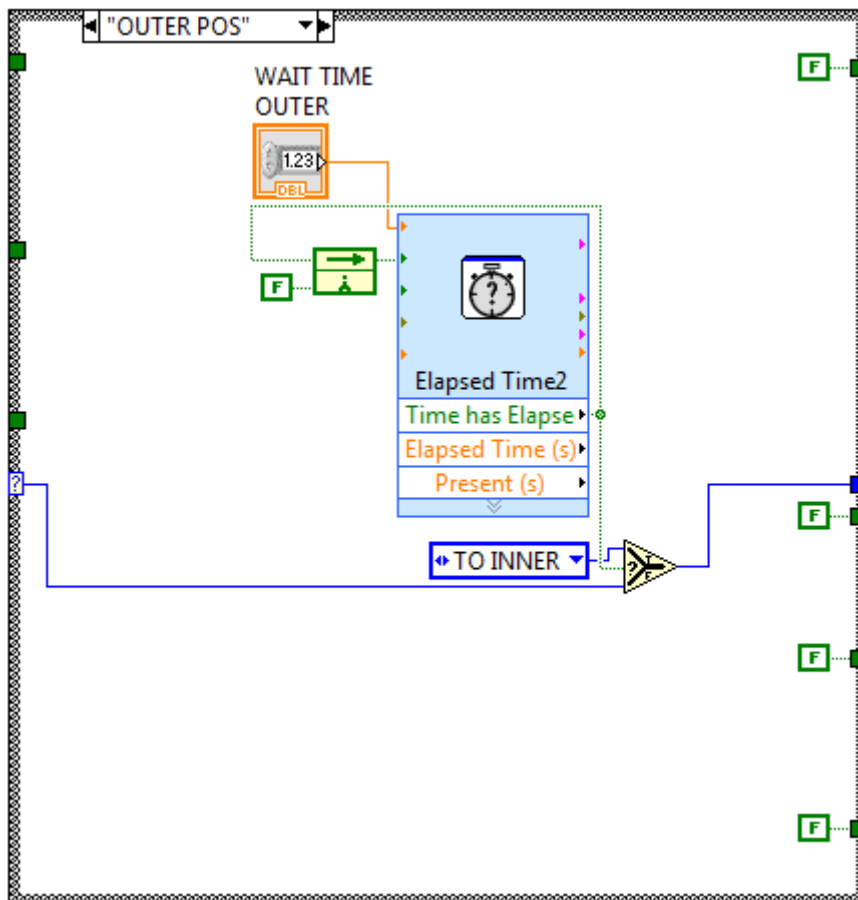 "OUTER POS"
F
WAIT TIME
OUTER
1.23
DBL
F
?
Elapsed Time2
Time has Elapse
Elapsed Time (s)
Present (s)
?
F
TO INNER
? T
F
F
F